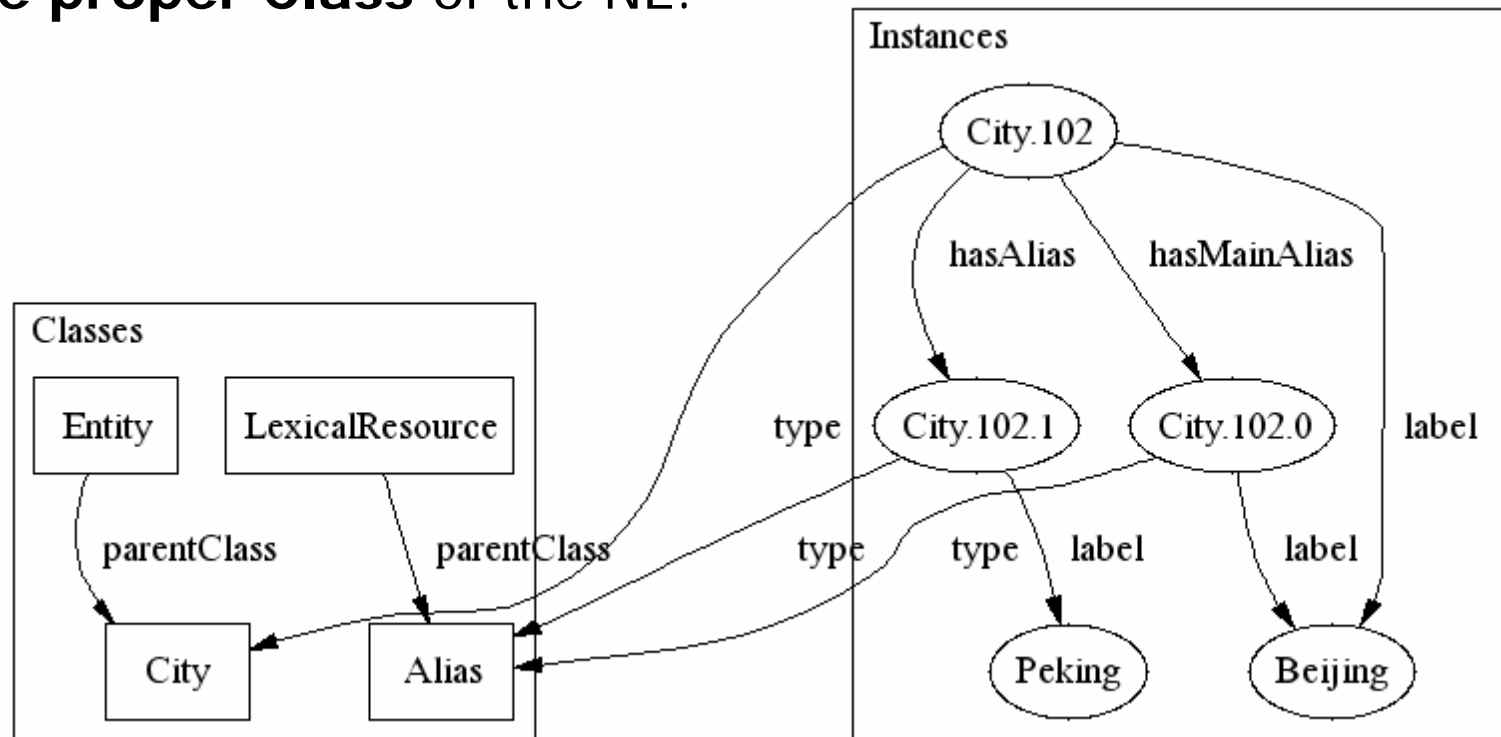 e proper class of the NE.
Instances
City.102
hasAlias hasMainAlias
Classes
Entity LexicalResource type City.102.1 City.102.0 label
parentClass parentClass type type label label
City Alias Peking Beijing